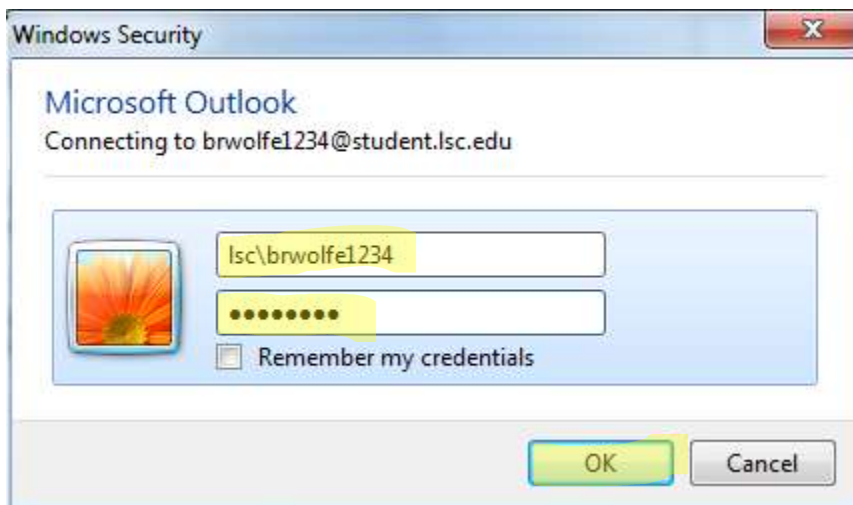 Windows Security
Microsoft Outlook
Connecting to brwolfe1234@student.lsc.edu
lsc\brwolfe1234
●●●●●●●●
Remember my credentials
OK
Cancel